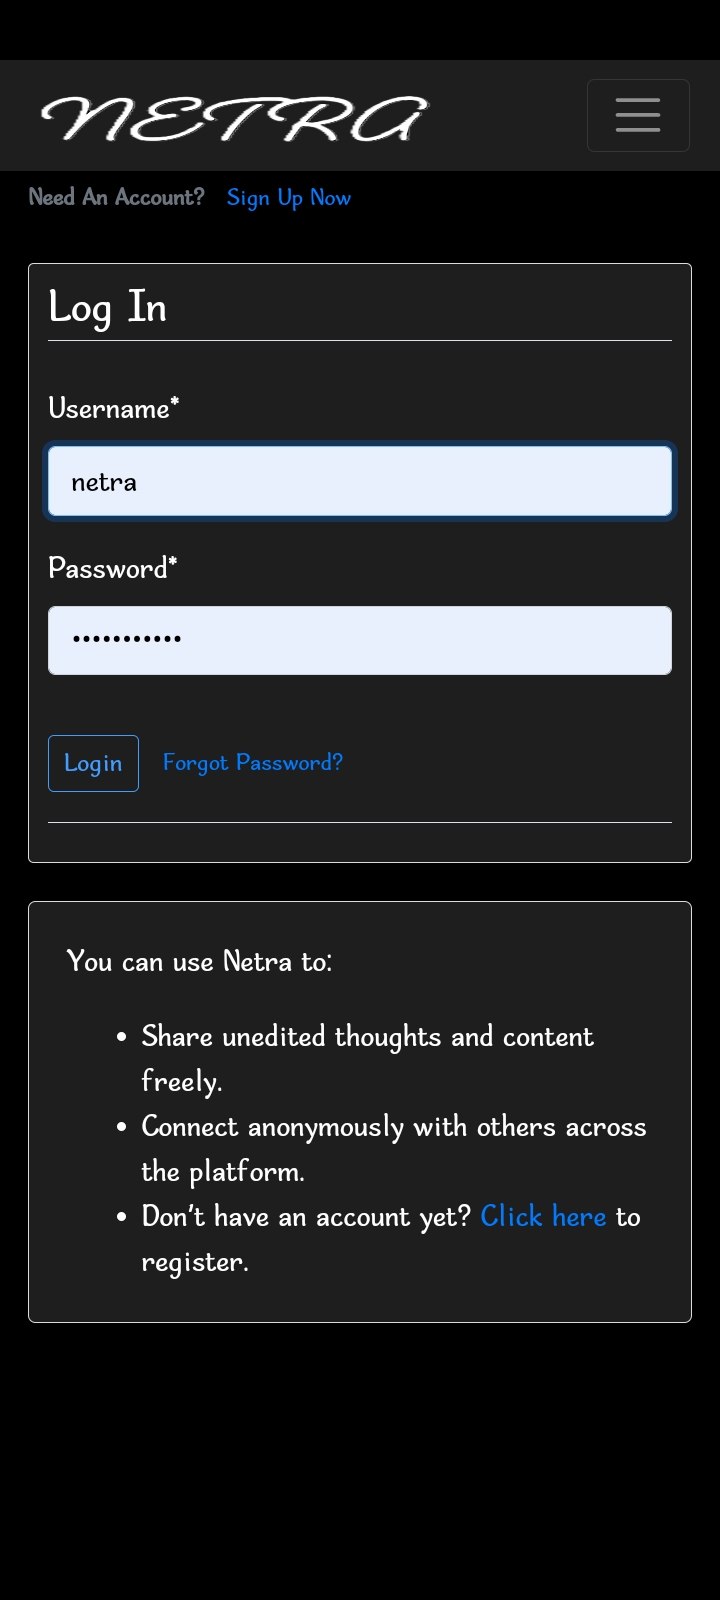 NETRA
Need An Account? Sign Up Now
Log In
Username*
netra
Password*
•••••••••••
Login Forgot Password?
You can use Netra to:
• Share unedited thoughts and content
freely.
• Connect anonymously with others across
the platform.
• Don't have an account yet? Click here to
register.